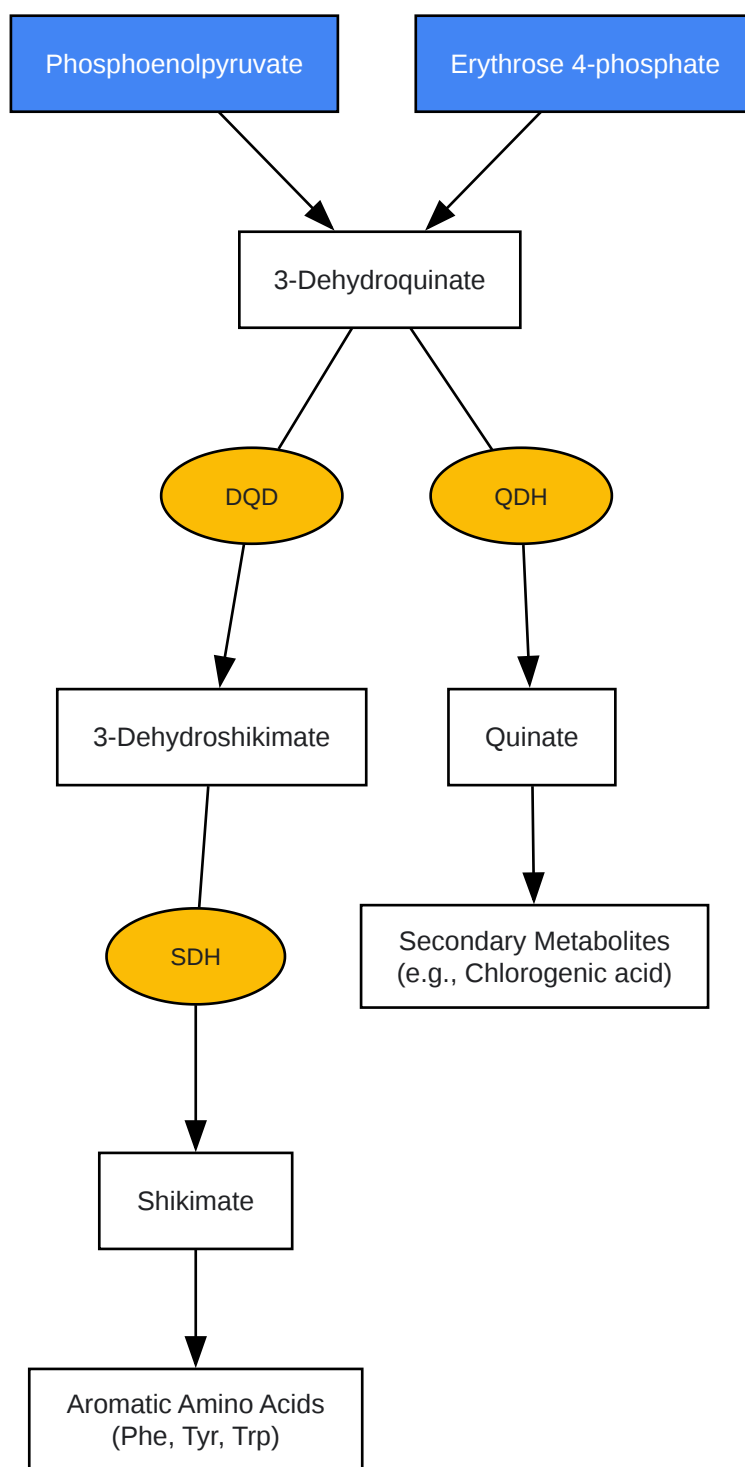 Phosphoenolpyruvate
Erythrose 4-phosphate
3-Dehydroquinate
DQD
QDH
3-Dehydroshikimate
Quinate
SDH
Secondary Metabolites
(e.g., Chlorogenic acid)
Shikimate
Aromatic Amino Acids
(Phe, Tyr, Trp)